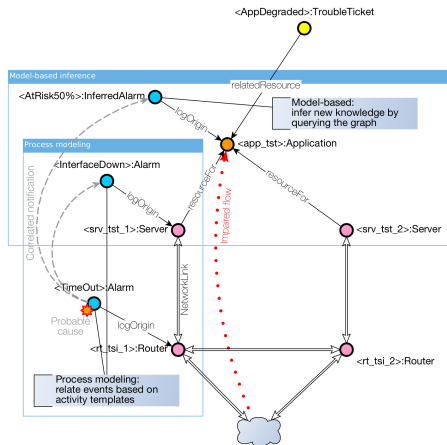 <AppDegraded>:TroubleTicket
Model-based inference
relatedResource
<AtRisk50%>:InferredAlarm
Model-based:
infer new knowledge by
querying the graph
logOrigin
<app_tst>:Application
Process modeling
<InterfaceDown>:Alarm
resourceFor
resourceFor
logOrigin
Impaired flow
Correlated notification
<srv_tst_1>:Server
<srv_tst_2>:Server
NetworkLink
<TimeOut>:Alarm
Probable
cause
logOrigin
<rt_tsi_1>:Router
<rt_tsi_2>:Router
Process modeling:
relate events based on
activity templates